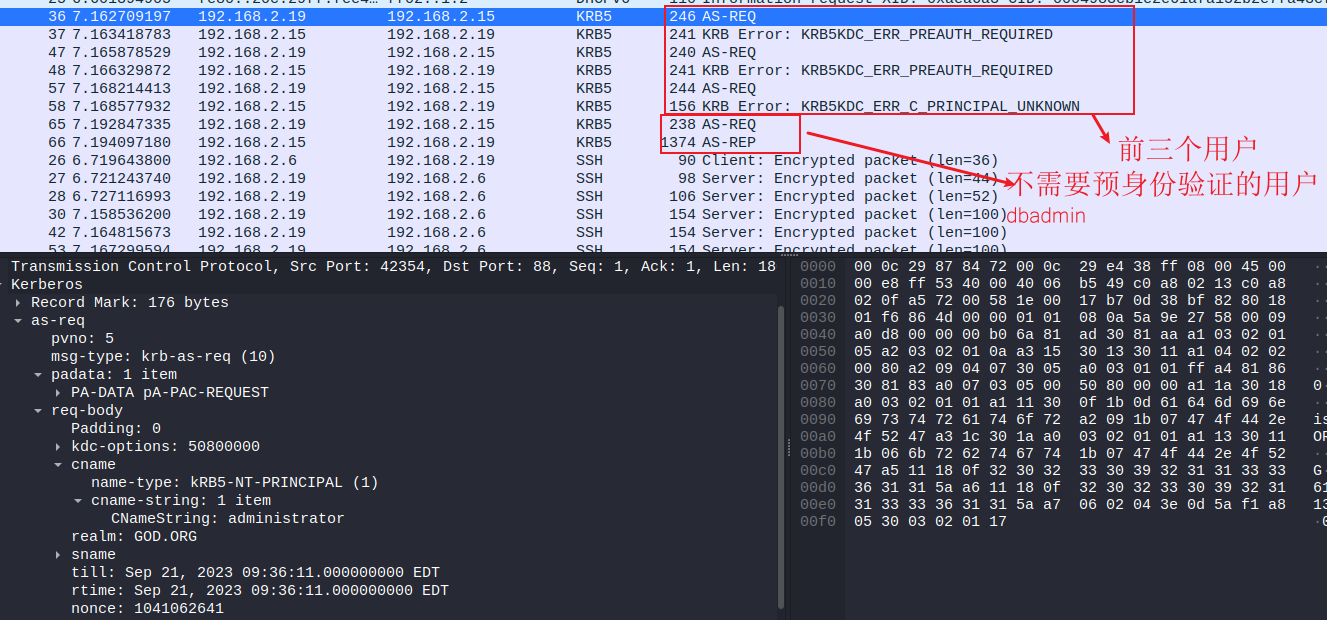 36 7.162709197 192.168.2.19 192.168.2.15 KRB5 246 AS-REQ
37 7.163418783 192.168.2.15 192.168.2.19 KRB5 241 KRB Error: KRB5KDC_ERR_PREAUTH_REQUIRED
47 7.165878529 192.168.2.19 192.168.2.15 KRB5 240 AS-REQ
48 7.166329872 192.168.2.15 192.168.2.19 KRB5 241 KRB Error: KRB5KDC_ERR_PREAUTH_REQUIRED
57 7.168214413 192.168.2.19 192.168.2.15 KRB5 244 AS-REQ
58 7.168577932 192.168.2.15 192.168.2.19 KRB5 156 KRB Error: KRB5KDC_ERR_C_PRINCIPAL_UNKNOWN
65 7.192847335 192.168.2.19 192.168.2.15 KRB5 238 AS-REQ
66 7.194097180 192.168.2.15 192.168.2.19 KRB5 1374 AS-REP
前三个用户
26 6.719643800 192.168.2.6 192.168.2.19 SSH 90 Client: Encrypted packet (len=36)
27 6.721243740 192.168.2.19 192.168.2.6 SSH 98 Server: Encrypted packet (len=44)
不需要预身份验证的用户
28 6.727116993 192.168.2.19 192.168.2.6 SSH 106 Server: Encrypted packet (len=52)
30 7.158536200 192.168.2.19 192.168.2.6 SSH 154 Server: Encrypted packet (len=100)
dbadmin
42 7.164815673 192.168.2.19 192.168.2.6 SSH 154 Server: Encrypted packet (len=100)
53 7.167299594 192.168.2.19 192.168.2.6 SSH 154 Server: Encrypted packet (len=100)
Transmission Control Protocol, Src Port: 42354, Dst Port: 88, Seq: 1, Ack: 1, Len: 18
Kerberos
Record Mark: 176 bytes
as-req
pvno: 5
msg-type: krb-as-req (10)
padata: 1 item
PA-DATA pA-PAC-REQUEST
req-body
Padding: 0
kdc-options: 50800000
cname
name-type: kRB5-NT-PRINCIPAL (1)
cname-string: 1 item
CNameString: administrator
realm: GOD.ORG
sname
till: Sep 21, 2023 09:36:11.000000000 EDT
rtime: Sep 21, 2023 09:36:11.000000000 EDT
nonce: 1041062641
0000 00 0c 29 87 84 72 00 0c 29 e4 38 ff 08 00 45 00
0010 00 e8 ff 53 40 00 40 06 b5 49 c0 a8 02 13 c0 a8
0020 02 0f a5 72 00 58 1e 00 17 b7 0d 38 bf 82 80 18
0030 01 f6 86 4d 00 00 01 01 08 0a 5a 9e 27 58 00 09
0040 a0 d8 00 00 00 b0 6a 81 ad 30 81 aa a1 03 02 01
0050 05 a2 03 02 01 0a a3 15 30 13 30 11 a1 04 02 02
0060 00 80 a2 09 04 07 30 05 a0 03 01 01 ff a4 81 86
0070 30 81 83 a0 07 03 05 00 50 80 00 00 a1 1a 30 18 0
0080 a0 03 02 01 01 a1 11 30 0f 1b 0d 61 64 6d 69 6e
0090 69 73 74 72 61 74 6f 72 a2 09 1b 07 47 4f 44 2e is
00a0 4f 52 47 a3 1c 30 1a a0 03 02 01 01 a1 13 30 11 OR
00b0 1b 06 6b 72 62 74 67 74 1b 07 47 4f 44 2e 4f 52
00c0 47 a5 11 18 0f 32 30 32 33 30 39 32 31 31 33 33 G
00d0 36 31 31 5a a6 11 18 0f 32 30 32 33 30 39 32 31 61
00e0 31 33 33 36 31 31 5a a7 06 02 04 3e 0d 5a f1 a8 13
00f0 05 30 03 02 01 17